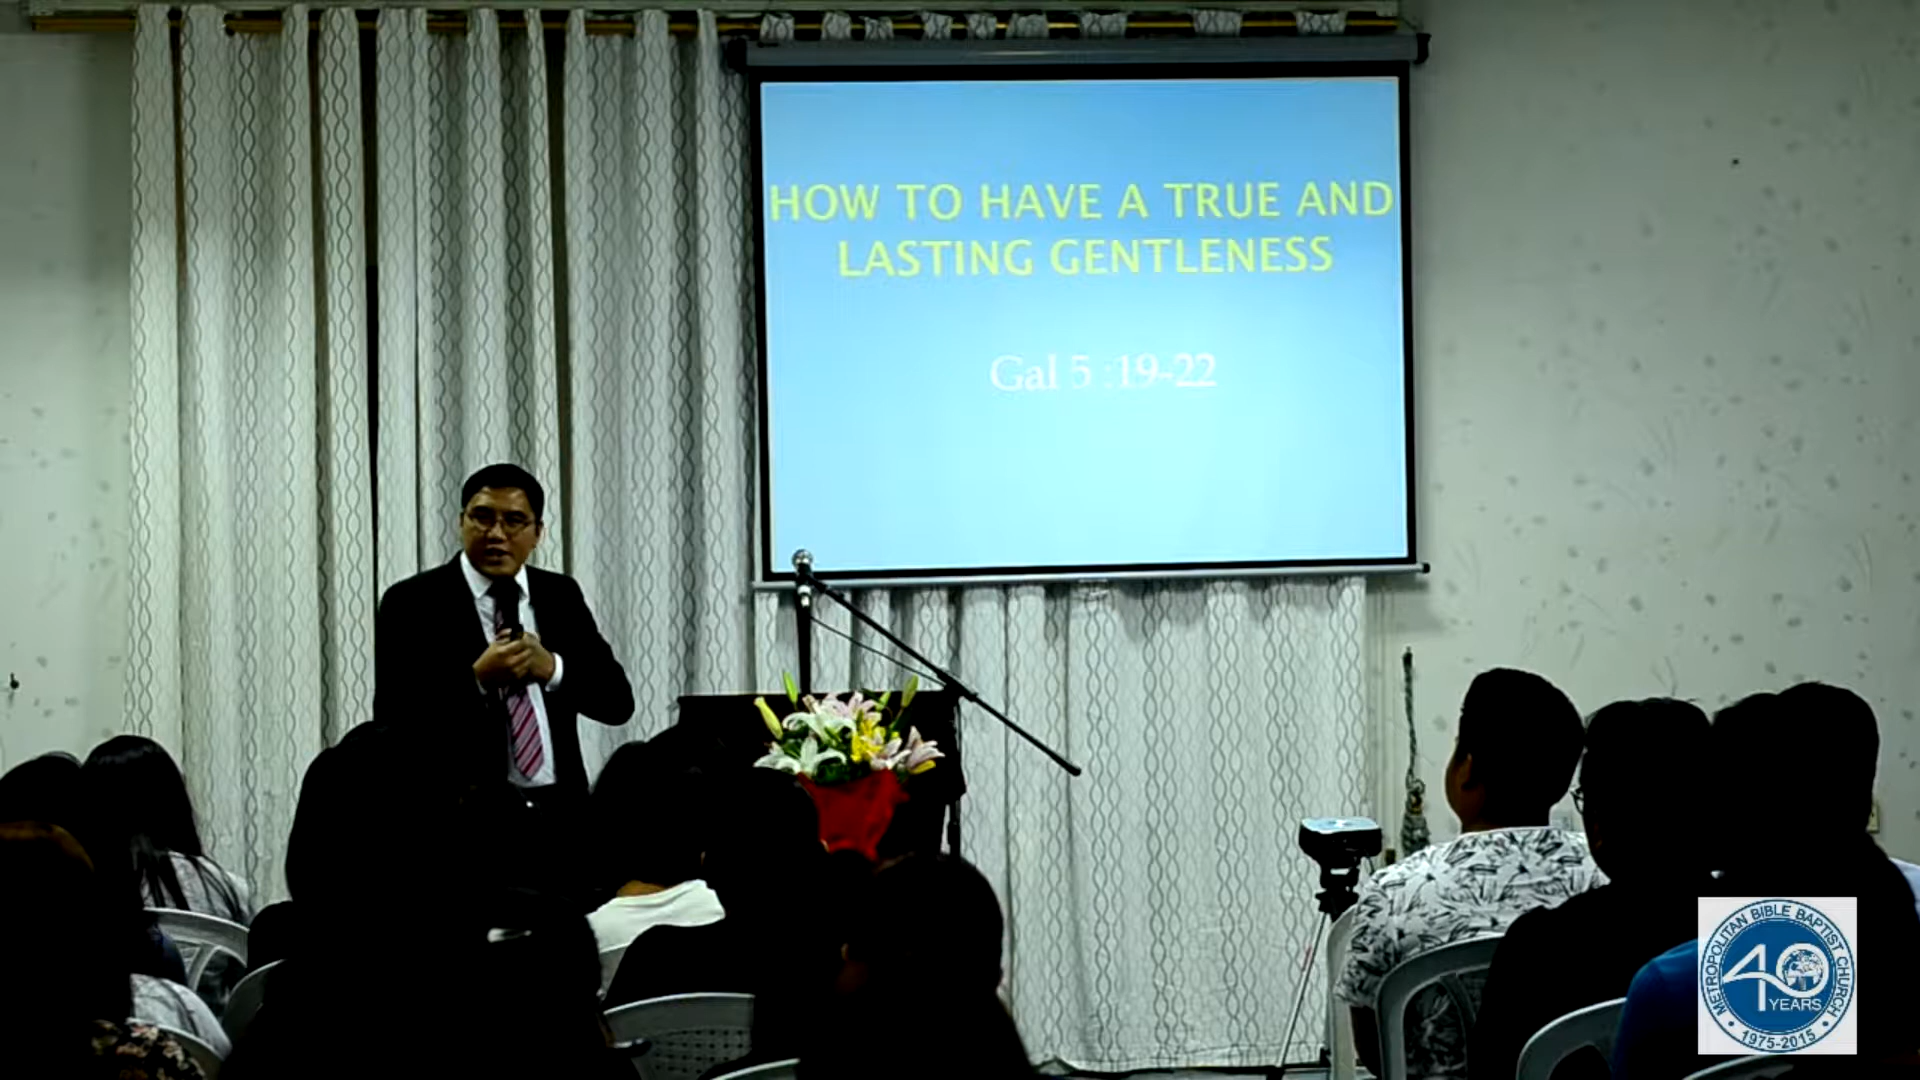 HOW TO HAVE A TRUE AND
LASTING GENTLENESS
Gal 5 :19-22
METROPOLITAN BIBLE BAPTIST CHURCH
40
YEARS
• 1975-2015 •